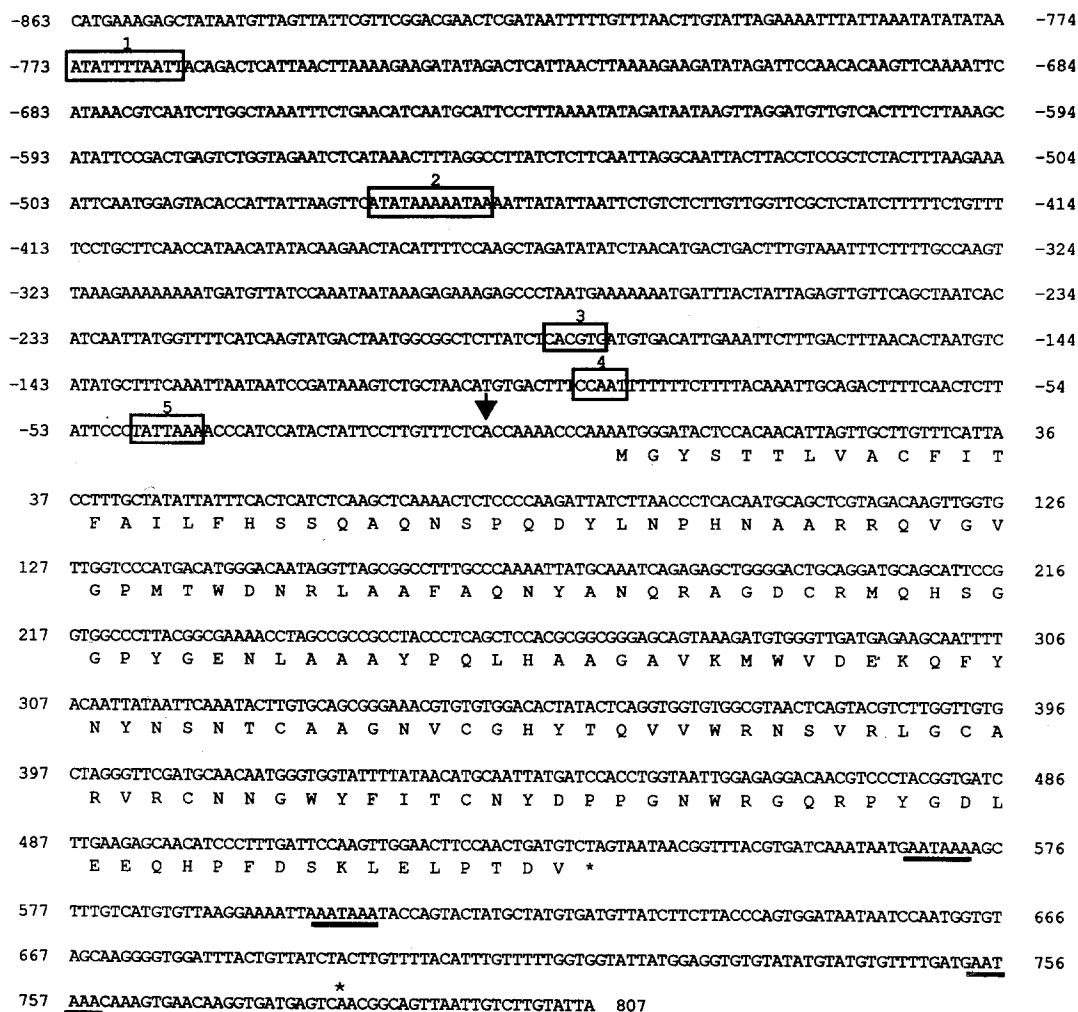 -863 CATGAAAGAGCTATAATGTTAGTTATTCGTTCGGACGAACTCGATAATTTTTGTTTAACTTGTATTAGAAAATTTATTAAATATATATAA -774
1
-773 ATATTTTAATTACAGACTCATTAACTTAAAAGAAGATATAGACTCATTAACTTAAAAGAAGATATAGATTCCAACACAAGTTCAAAATTC -684
-683 ATAAACGTCAATCTTGGCTAAATTTCTGAACATCAATGCATTCCTTTAAAATATAGATAATAAGTTAGGATGTTGTCACTTTCTTAAAGC -594
-593 ATATTCCGACTGAGTCTGGTAGAATCTCATAAACTTTAGGCCTTATCTCTTCAATTAGGCAATTACTTACCTCCGCTCTACTTTAAGAAA -504
2
-503 ATTCAATGGAGTACACCATTATTAAGTTCATATAAAAATAAAATTATATTAATTCTGTCTCTTGTTGGTTCGCTCTATCTTTTTCTGTTT -414
-413 TCCTGCTTCAACCATAACATATACAAGAACTACATTTTCCAAGCTAGATATATCTAACATGACTGACTTTGTAAATTTCTTTTGCCAAGT -324
-323 TAAAGAAAAAAAATGATGTTATCCAAATAATAAAGAGAAAGAGCCCTAATGAAAAAAATGATTTACTATTAGAGTTGTTCAGCTAATCAC -234
3
-233 ATCAATTATGGTTTTCATCAAGTATGACTAATGGCGGCTCTTATCTCACGTGATGTGACATTGAAATTCTTTGACTTTAACACTAATGTC -144
4
-143 ATATGCTTTCAAATTAATAATCCGATAAAGTCTGCTAACATGTGACTTTCCAATTTTTTTCTTTTACAAATTGCAGACTTTTCAACTCTT -54
5
-53 ATTCCCTATTAAAACCCATCCATACTATTCCTTGTTTCTCACCAAAACCCAAAATGGGATACTCCACAACATTAGTTGCTTGTTTCATTA 36
M G Y S T T L V A C F I T
37 CCTTTGCTATATTATTTCACTCATCTCAAGCTCAAAACTCTCCCCAAGATTATCTTAACCCTCACAATGCAGCTCGTAGACAAGTTGGTG 126
F A I L F H S S Q A Q N S P Q D Y L N P H N A A R R Q V G V
127 TTGGTCCCATGACATGGGACAATAGGTTAGCGGCCTTTGCCCAAAATTATGCAAATCAGAGAGCTGGGGACTGCAGGATGCAGCATTCCG 216
G P M T W D N R L A A F A Q N Y A N Q R A G D C R M Q H S G
217 GTGGCCCTTACGGCGAAAACCTAGCCGCCGCCTACCCTCAGCTCCACGCGGCGGGAGCAGTAAAGATGTGGGTTGATGAGAAGCAATTTT 306
G P Y G E N L A A A Y P Q L H A A G A V K M W V D E K Q F Y
307 ACAATTATAATTCAAATACTTGTGCAGCGGGAAACGTGTGTGGACACTATACTCAGGTGGTGTGGCGTAACTCAGTACGTCTTGGTTGTG 396
N Y N S N T C A A G N V C G H Y T Q V V W R N S V R L G C A
397 CTAGGGTTCGATGCAACAATGGGTGGTATTTTATAACATGCAATTATGATCCACCTGGTAATTGGAGAGGACAACGTCCCTACGGTGATC 486
R V R C N N G W Y F I T C N Y D P P G N W R G Q R P Y G D L
487 TTGAAGAGCAACATCCCTTTGATTCCAAGTTGGAACTTCCAACTGATGTCTAGTAATAACGGTTTACGTGATCAAATAATGAATAAAAGC 576
E E Q H P F D S K L E L P T D V *
577 TTTGTCATGTGTTAAGGAAAATTAAATAAATACCAGTACTATGCTATGTGATGTTATCTTCTTACCCAGTGGATAATAATCCAATGGTGT 666
667 AGCAAGGGGTGGATTTACTGTTATCTACTTGTTTTACATTTGTTTTTGGTGGTATTATGGAGGTGTGTATATGTATGTGTTTTGATGAAT 756
*
757 AAACAAAGTGAACAAGGTGATGAGTCAACGGCAGTTAATTGTCTTGTATTA 807